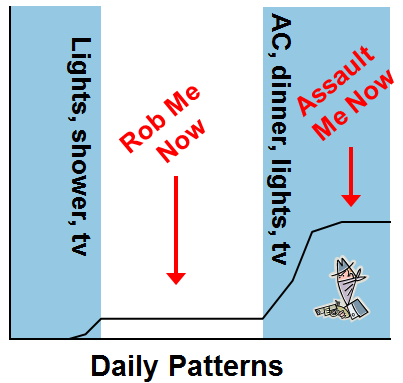 Lights, shower, tv
Rob Me
Now
AC, dinner, lights, tv
Assault
Me Now
Daily Patterns